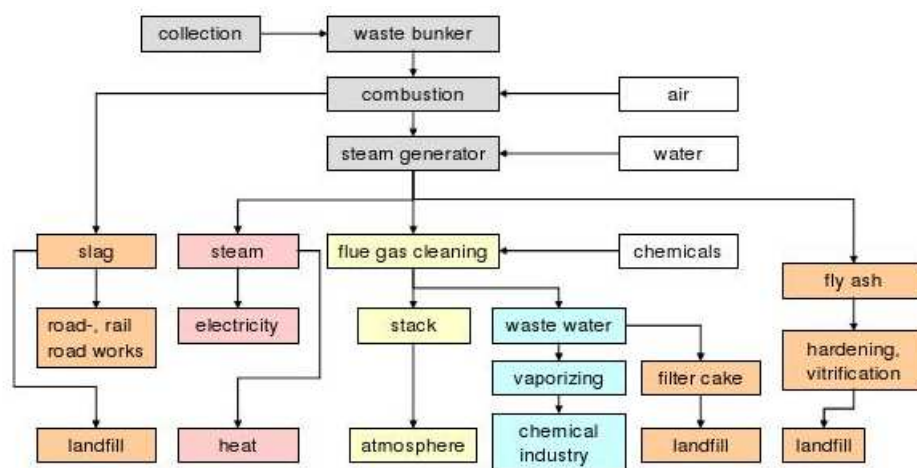 collection
waste bunker
combustion
air
steam generator
water
slag
steam
flue gas cleaning
chemicals
fly ash
road-, rail
road works
electricity
stack
waste water
hardening,
vitrification
vaporizing
filter cake
landfill
heat
atmosphere
chemical
industry
landfill
landfill